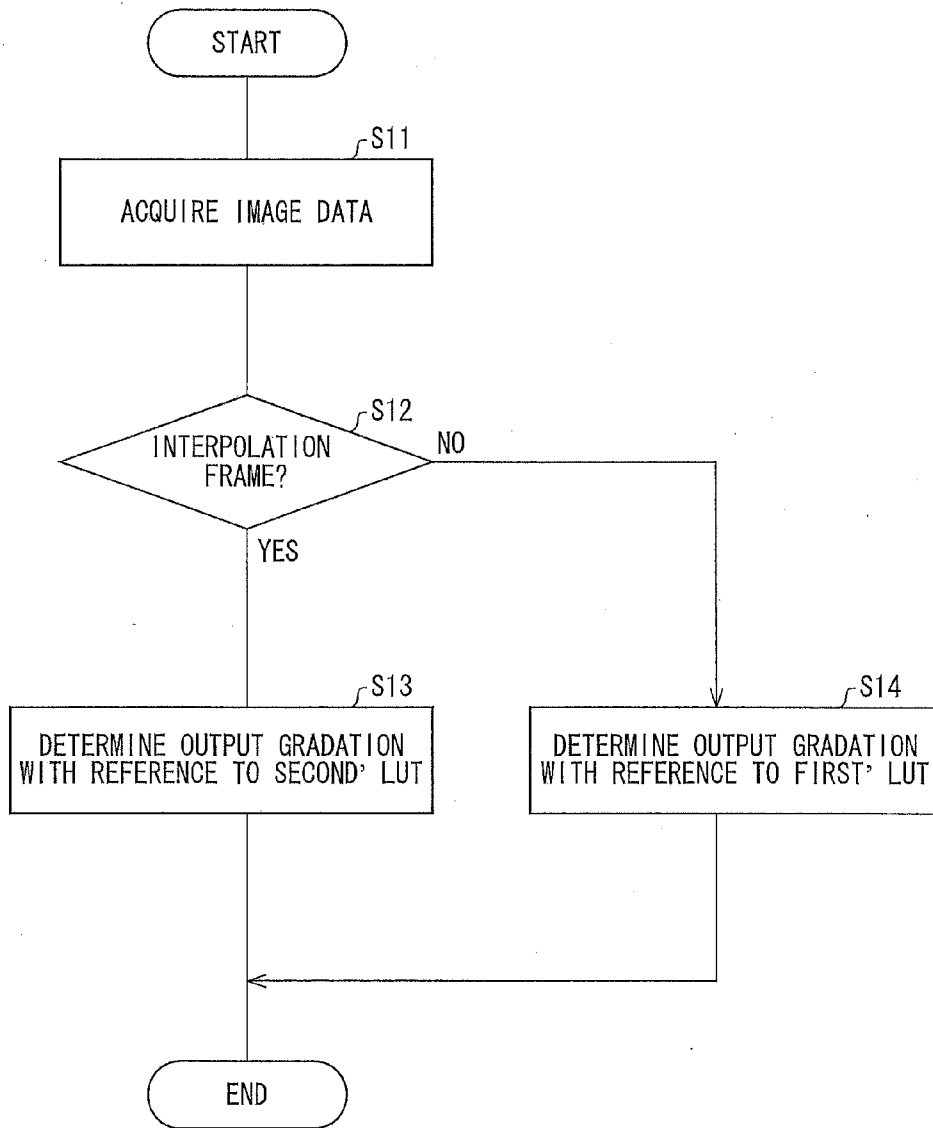 START
S11
ACQUIRE IMAGE DATA
S12
INTERPOLATION
FRAME?
NO
YES
S13
DETERMINE OUTPUT GRADATION
WITH REFERENCE TO SECOND' LUT
S14
DETERMINE OUTPUT GRADATION
WITH REFERENCE TO FIRST' LUT
END